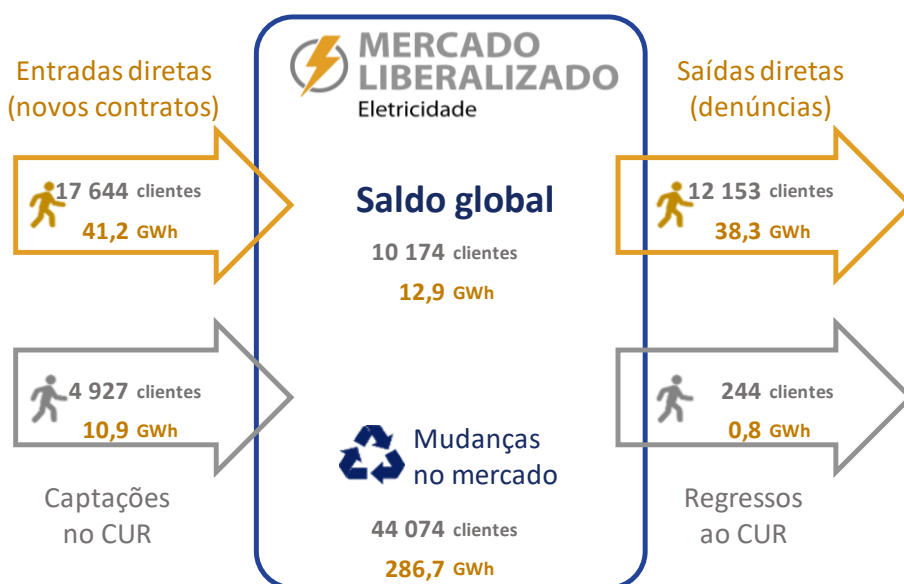 MERCADO
LIBERALIZADO
Eletricidade
Entradas diretas
(novos contratos)
17 644 clientes
41,2 GWh
Saídas diretas
(denúncias)
12 153 clientes
38,3 GWh
Saldo global
10 174 clientes
12,9 GWh
4 927 clientes
10,9 GWh
Captações
no CUR
244 clientes
0,8 GWh
Regressos
ao CUR
Mudanças
no mercado
44 074 clientes
286,7 GWh